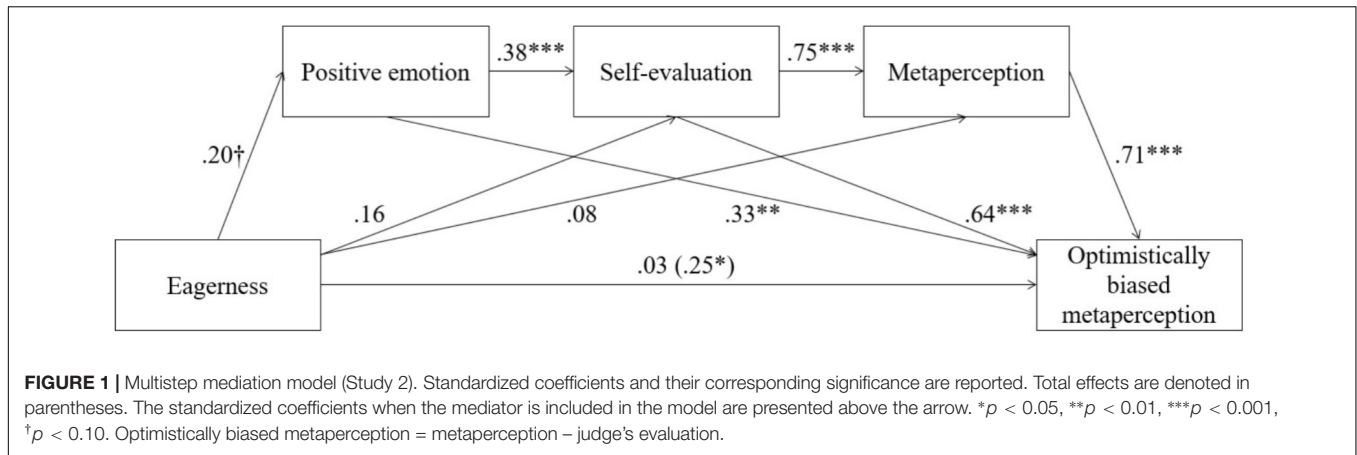 .38***
.75***
Positive emotion
Self-evaluation
Metaperception
.20†
.71***
.16
.08
.33**
.64***
Eagerness
.03 (.25*)
Optimistically
biased
metaperception
FIGURE 1 | Multistep mediation model (Study 2). Standardized coefficients and their corresponding significance are reported. Total effects are denoted in
parentheses. The standardized coefficients when the mediator is included in the model are presented above the arrow. *p < 0.05, **p < 0.01, ***p < 0.001,
†p < 0.10. Optimistically biased metaperception = metaperception – judge's evaluation.